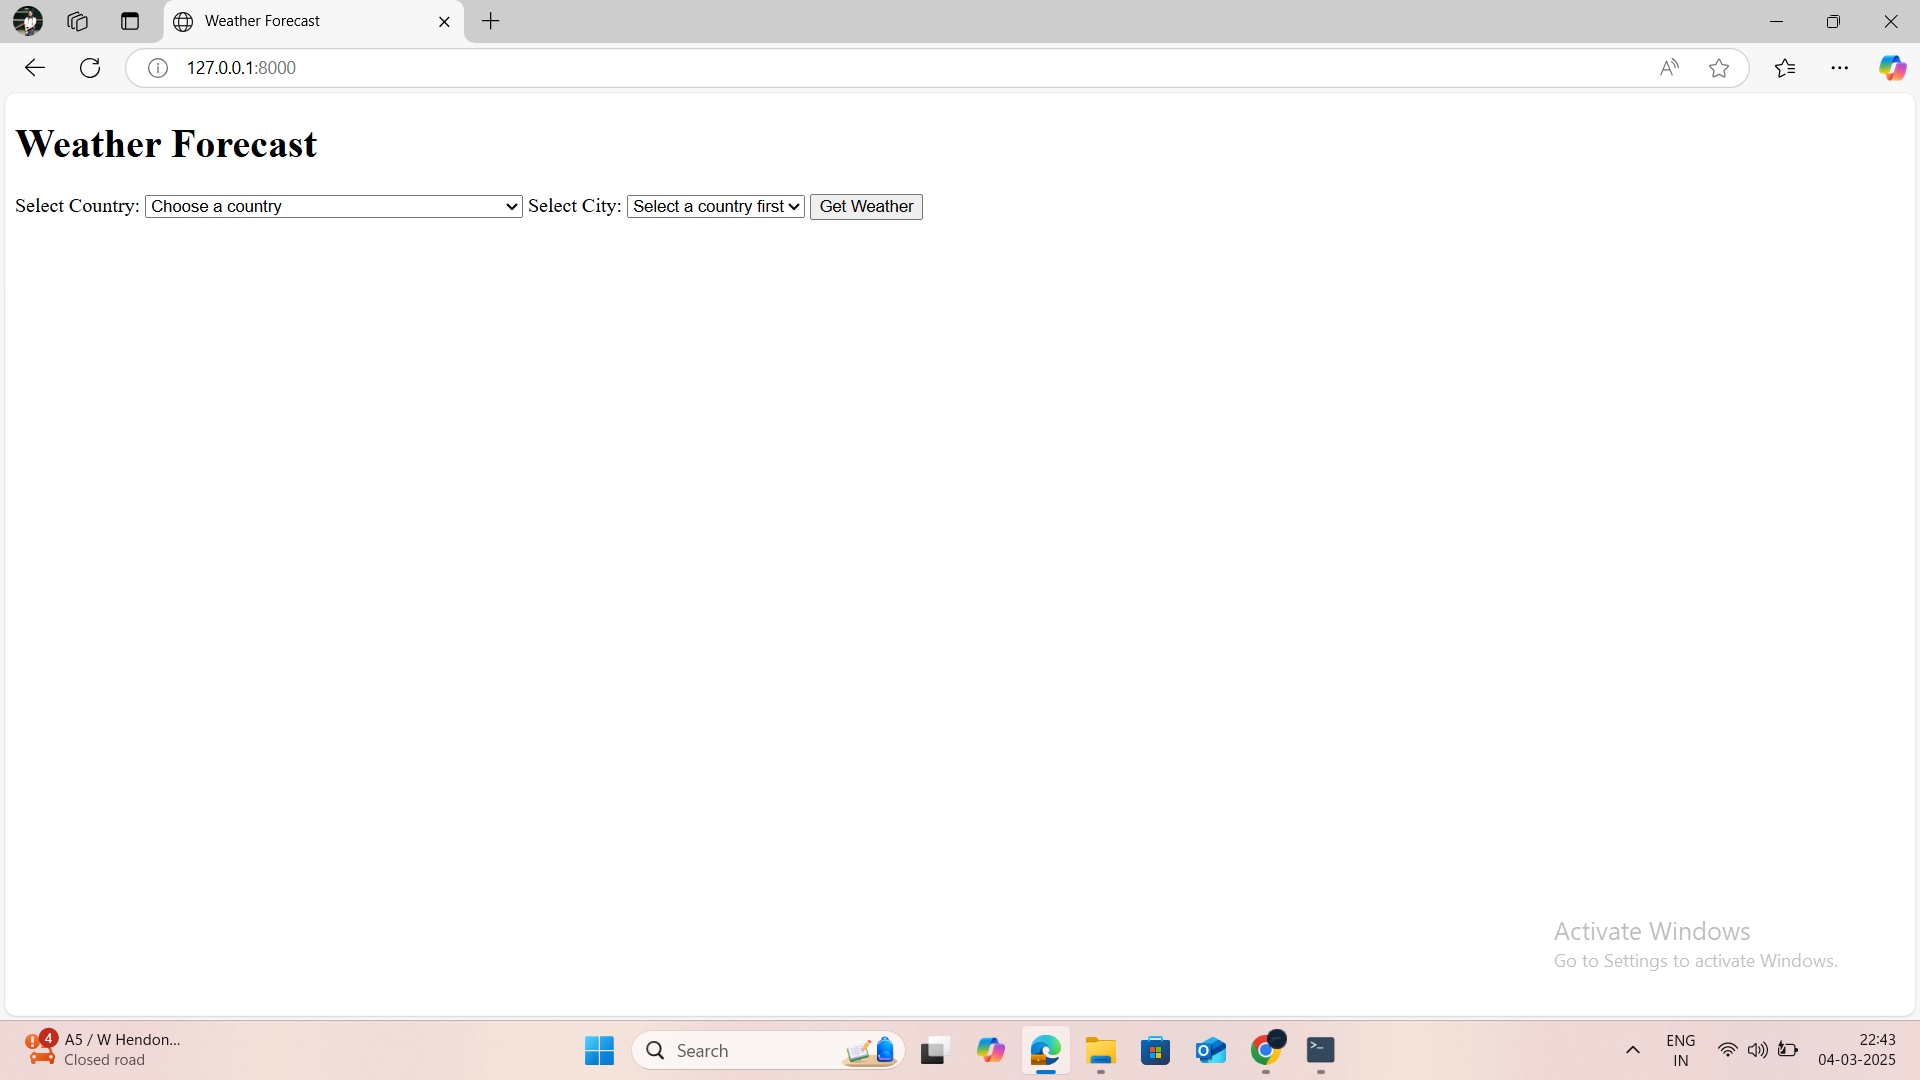 Weather Forecast
127.0.0.1:8000
Weather Forecast
Select Country: Choose a country Select City: Select a country first Get Weather
Activate Windows
Go to Settings to activate Windows.
4
A5 / W Hendon...
Closed road
Search
ENG
IN
22:43
04-03-2025